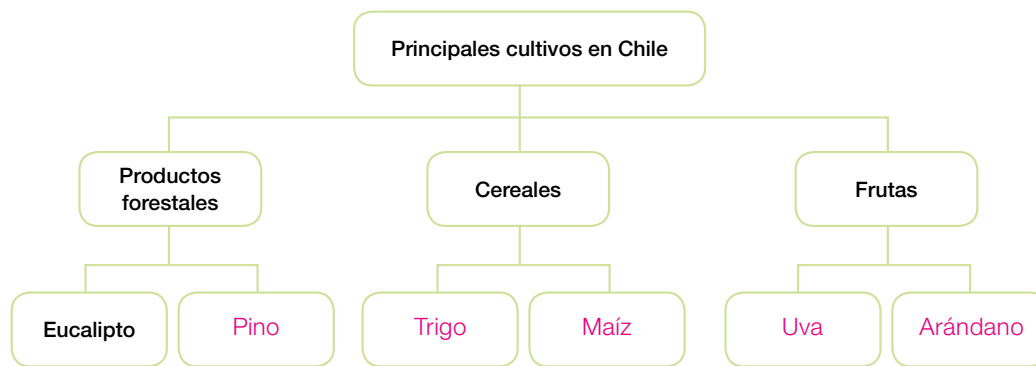 Principales cultivos en Chile
Productos
forestales
Cereales
Frutas
Eucalipto
Pino
Trigo
Maíz
Uva
Arándano